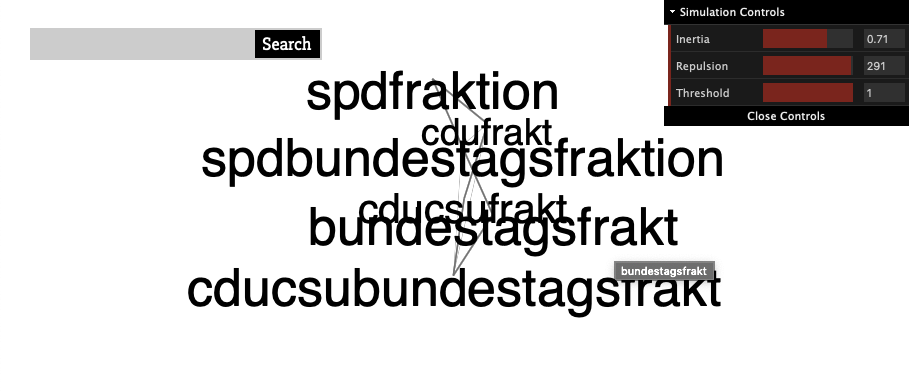 Simulation Controls
Inertia 0.71
Repulsion 291
Threshold 1
Close Controls
Search
spdfraktion
cdufrakt
spdbundestagsfraktion
cducsufrakt
bundestagsfrakt
bundestagsfrakt
cducsubundestagsfrakt